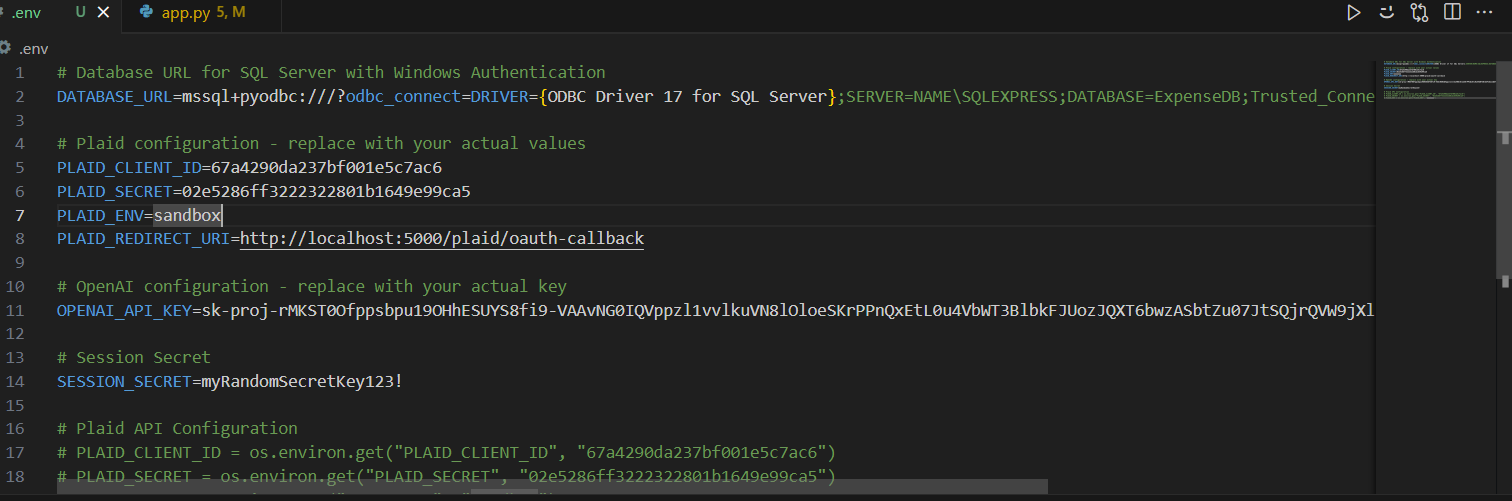 .env U × app.py 5, M
.env
1 # Database URL for SQL Server with Windows Authentication
2 DATABASE_URL=mssql+pyodbc:///?odbc_connect=DRIVER={ODBC Driver 17 for SQL Server};SERVER=NAME\SQLEXPRESS;DATABASE=ExpenseDB;Trusted_Conne
3
4 # Plaid configuration - replace with your actual values
5 PLAID_CLIENT_ID=67a4290da237bf001e5c7ac6
6 PLAID_SECRET=02e5286ff3222322801b1649e99ca5
7 PLAID_ENV=sandbox
8 PLAID_REDIRECT_URI=http://localhost:5000/plaid/oauth-callback
9
10 # OpenAI configuration - replace with your actual key
11 OPENAI_API_KEY=sk-proj-rMKST0Ofppsbpu19OHhESUYS8fi9-VAAvNG0IQVppzl1vvlkuVN8lOloeSKrPPnQxEtL0u4VbWT3BlbkFJUozJQXT6bwzASbtZu07JtSQjrQVW9jXl
12
13 # Session Secret
14 SESSION_SECRET=myRandomSecretKey123!
15
16 # Plaid API Configuration
17 # PLAID_CLIENT_ID = os.environ.get("PLAID_CLIENT_ID", "67a4290da237bf001e5c7ac6")
18 # PLAID_SECRET = os.environ.get("PLAID_SECRET", "02e5286ff3222322801b1649e99ca5")